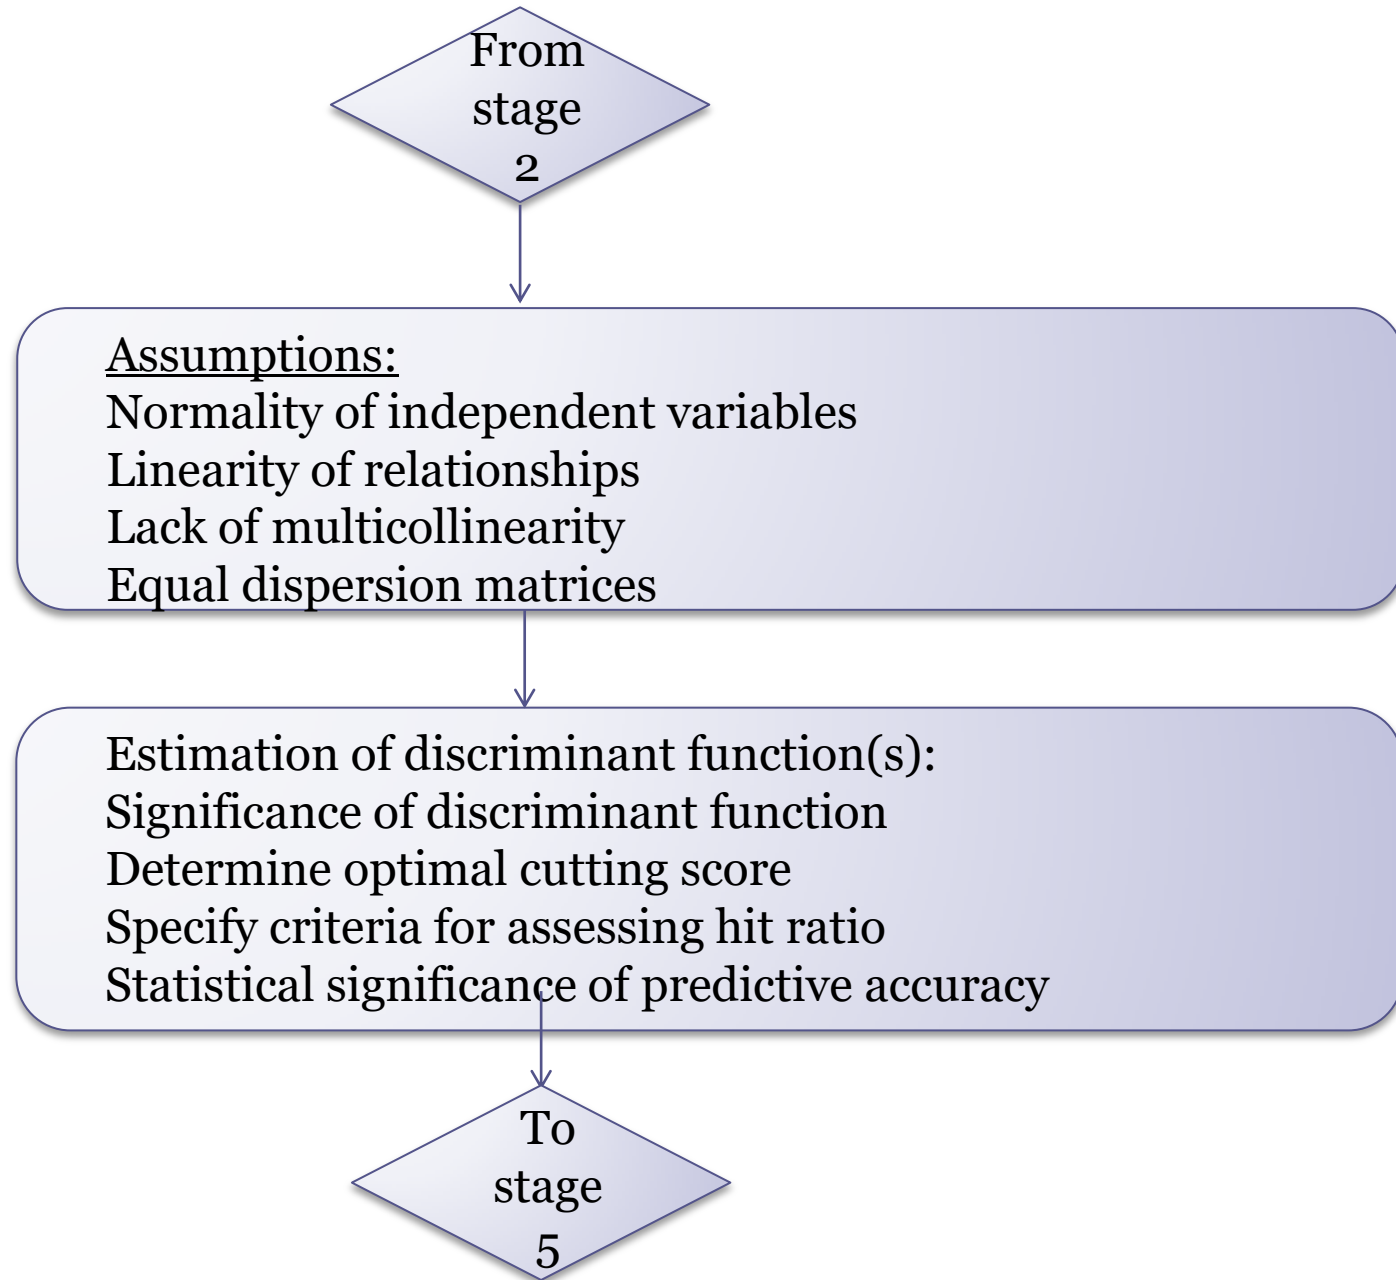 From
stage
2
Assumptions:
Normality of independent variables
Linearity of relationships
Lack of multicollinearity
Equal dispersion matrices
Estimation of discriminant function(s):
Significance of discriminant function
Determine optimal cutting score
Specify criteria for assessing hit ratio
Statistical significance of predictive accuracy
To
stage
5